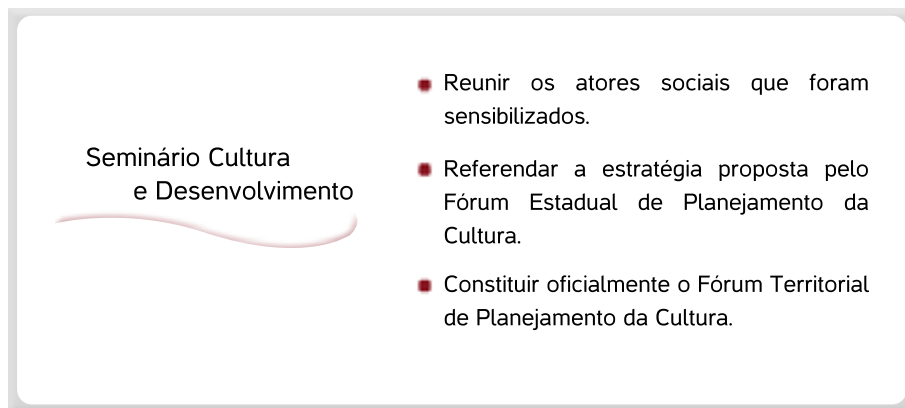 Seminário Cultura
e Desenvolvimento
Reunir os atores sociais que foram
sensibilizados.
Referendar a estratégia proposta pelo
Fórum Estadual de Planejamento da
Cultura.
Constituir oficialmente o Fórum Territorial
de Planejamento da Cultura.